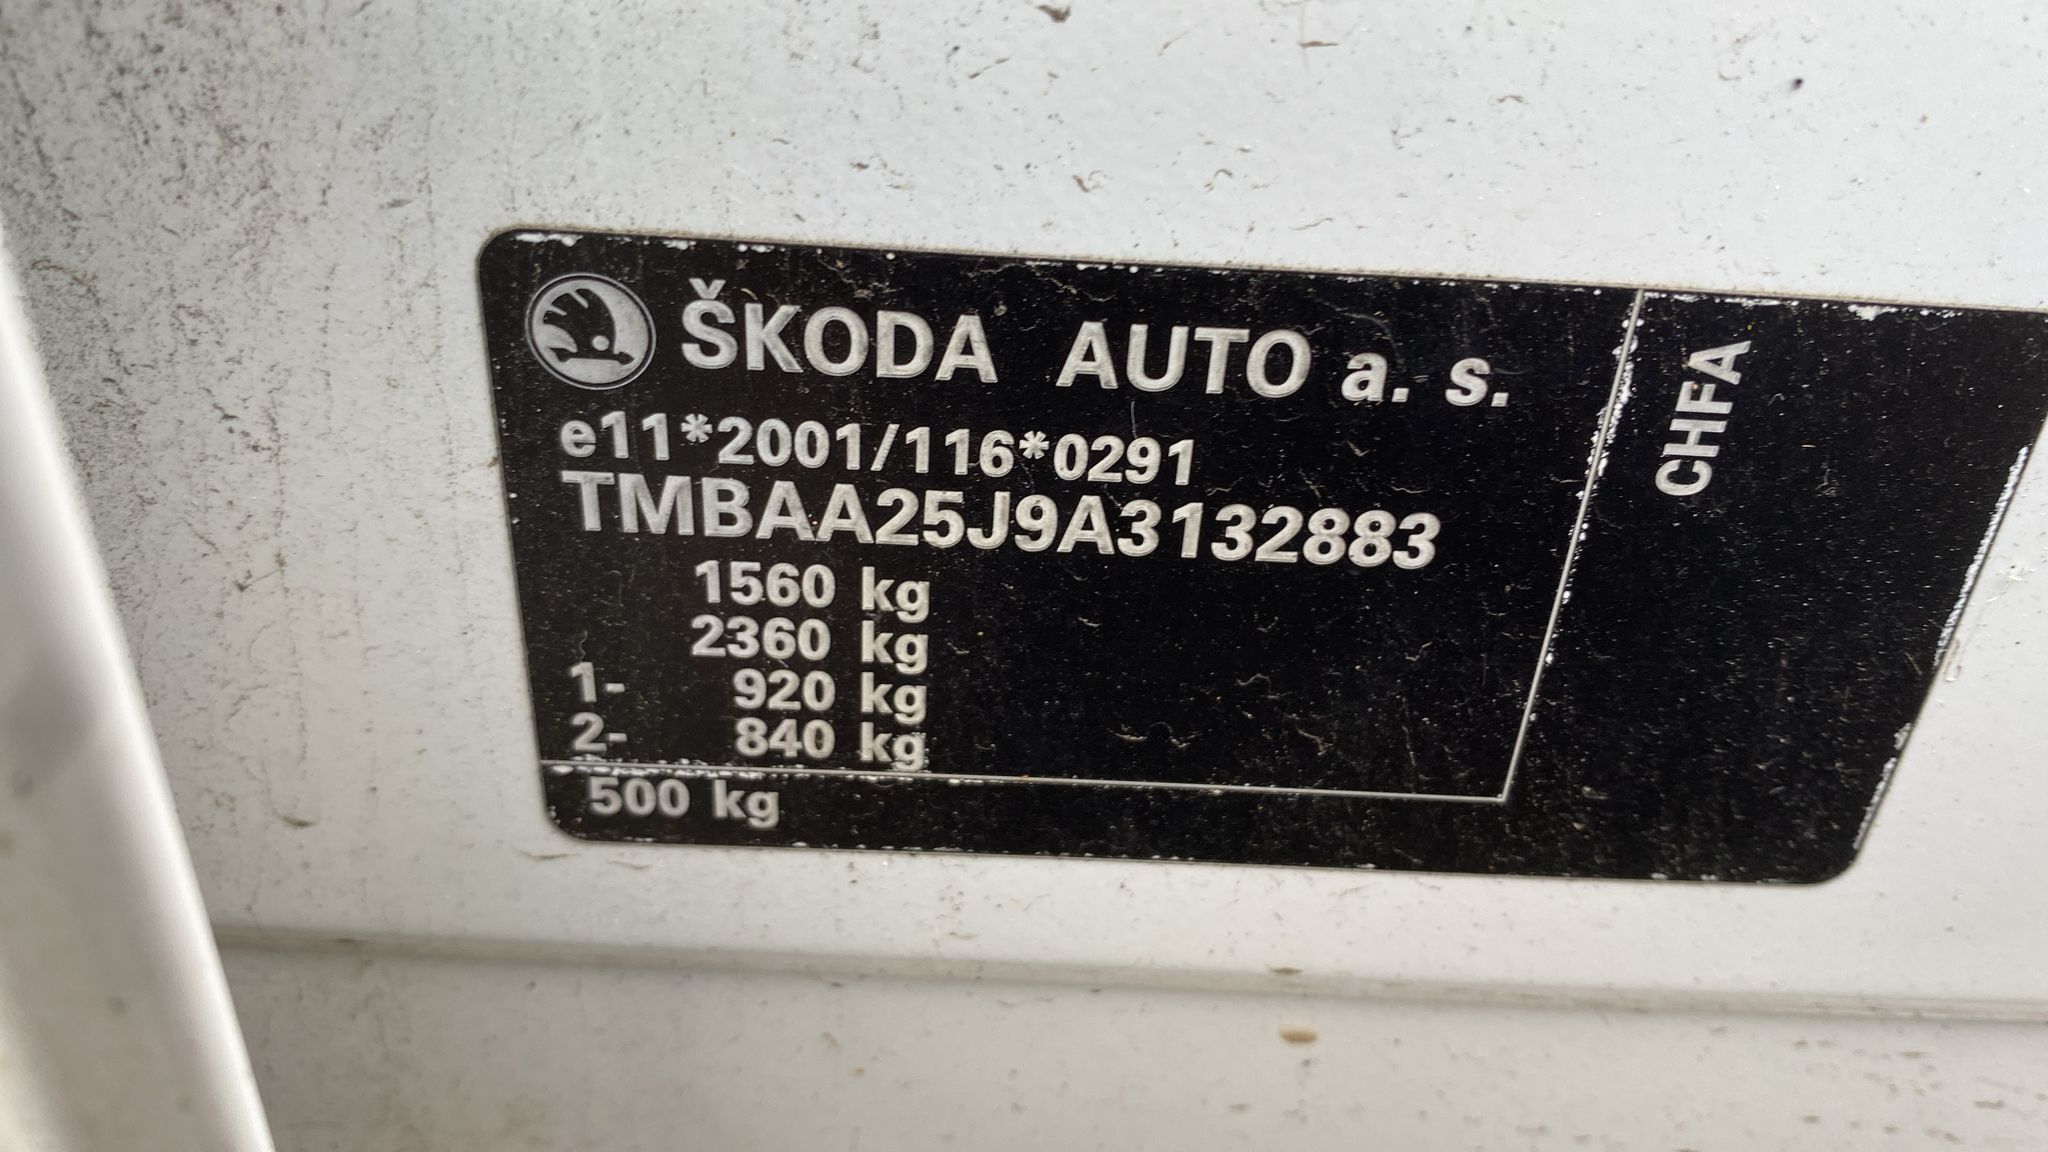 ŠKODA AUTO a. s.
e11*2001/116*0291
TMBAA25J9A3132883
1560 kg
2360 kg
1- 920 kg
2- 840 kg
500 kg
CHFA